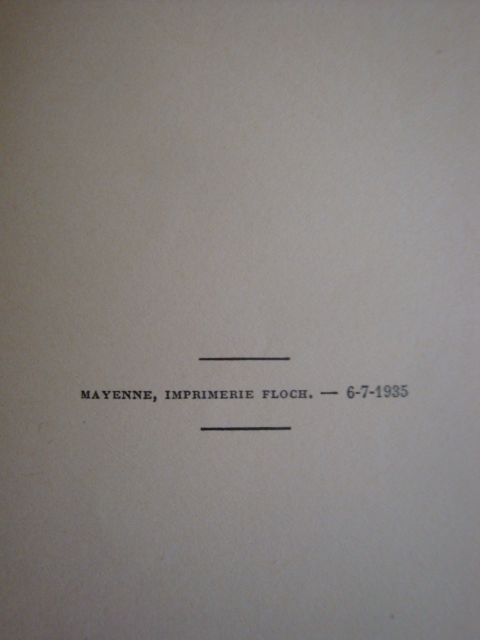 MAYENNE, IMPRIMERIE FLOCH. — 6-7-1935